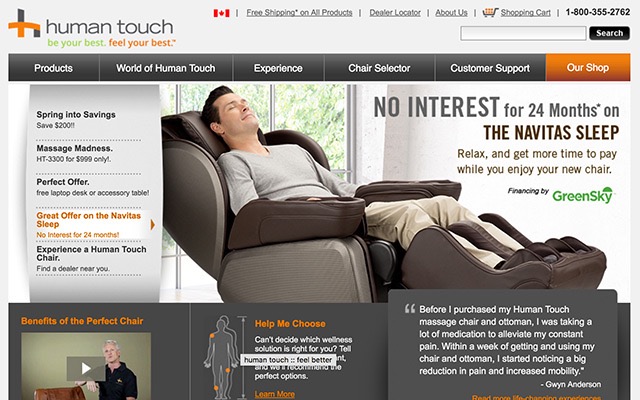 human touch
be your best. feel your best.™
Free Shipping* on All Products | Dealer Locator | About Us | Shopping Cart | 1-800-355-2762
Search
Products
World of Human Touch
Experience
Chair Selector
Customer Support
Our Shop
Spring into Savings
Save $200!!
Massage Madness.
HT-3300 for $999 only!.
Perfect Offer.
free laptop desk or accessory table!
Great Offer on the Navitas
Sleep
No Interest for 24 months!
Experience a Human Touch
Chair.
Find a dealer near you.
NO INTEREST for 24 Months* on
THE NAVITAS SLEEP
Relax, and get more time to pay
while you enjoy your new chair.
Financing by GreenSky
Benefits of the Perfect Chair
Help Me Choose
Can't decide which wellness
solution is right for you? Tell
human touch :: feel better
and we'll recommend the
perfect options.
Learn More
“ Before I purchased my Human Touch
massage chair and ottoman, I was taking a
lot of medication to alleviate my constant
pain. Within a week of getting and using my
chair and ottoman, I started noticing a big
reduction in pain and increased mobility."
- Gwyn Anderson
Read more life-changing experiences